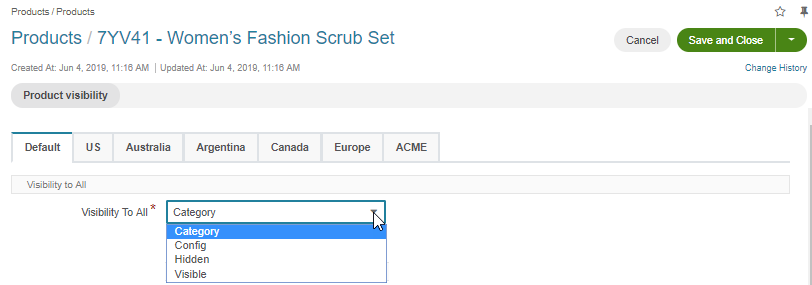 Products / Products
Products / 7YV41 - Women’s Fashion Scrub Set
Cancel
Save and Close
Created At: Jun 4, 2019, 11:16 AM | Updated At: Jun 4, 2019, 11:16 AM
Change History
Product visibility
Default US Australia Argentina Canada Europe ACME
Visibility to All
Visibility To All * Category
Category
Config
Hidden
Visible